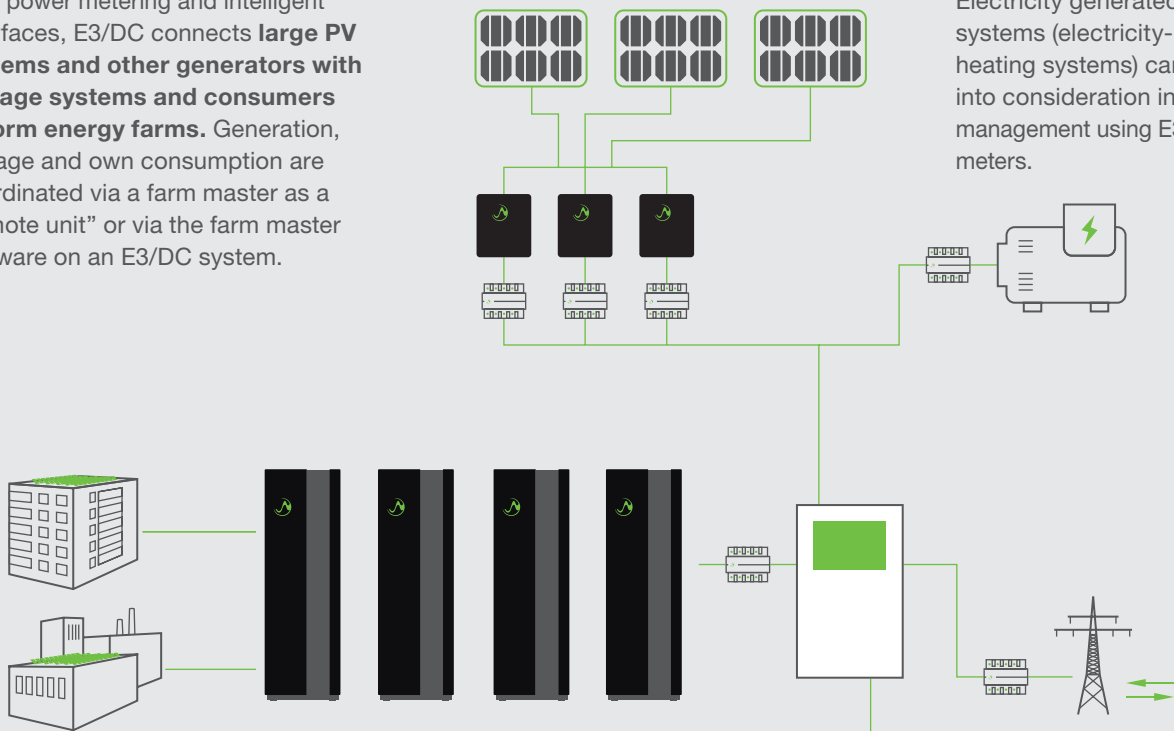 power metering and intelligent
faces, E3/DC connects large PV
ems and other generators with
age systems and consumers
orm energy farms. Generation,
age and own consumption are
rdinated via a farm master as a
note unit” or via the farm master
ware on an E3/DC system.
Electricity generated
systems (electricity-
heating systems) car
into consideration in
management using E3
meters.